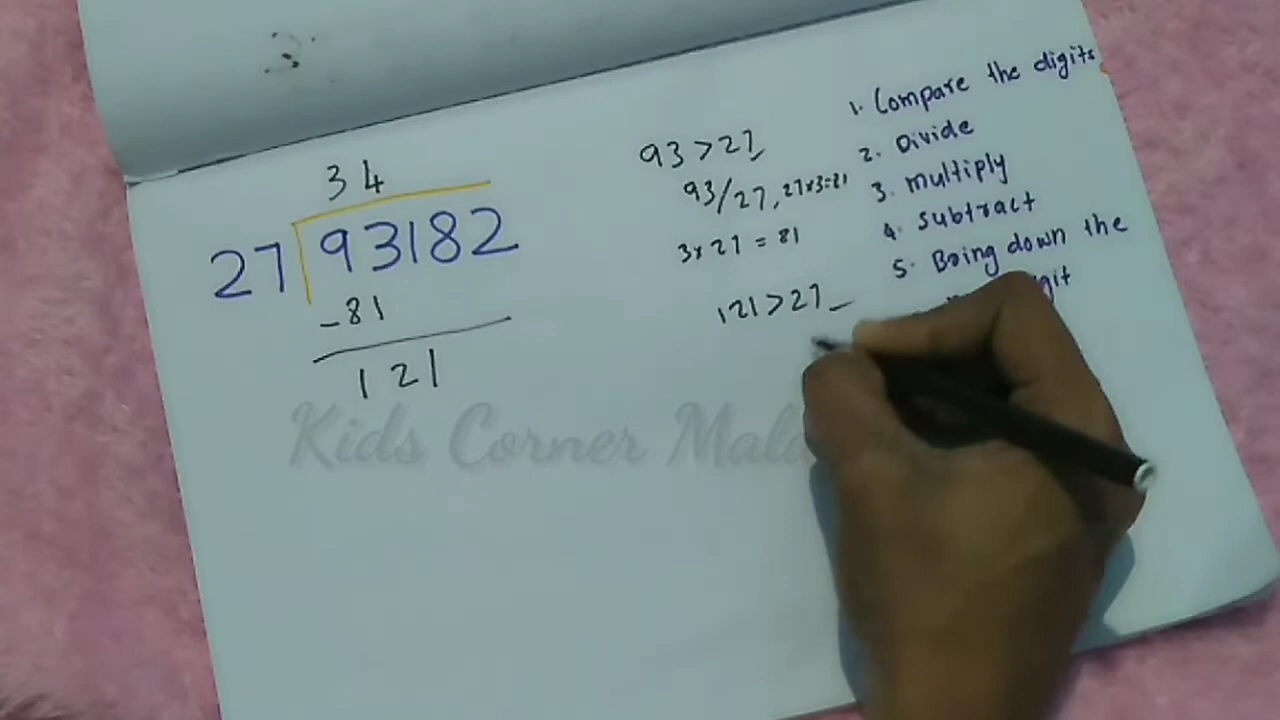 34
27 93182
-81
121
93>27
93/27, 27x3=81
3x27 = 81
121>27
1. Compare the digits
2. Divide
3. multiply
4. subtract
5. Bring down the
git
Kids Corner